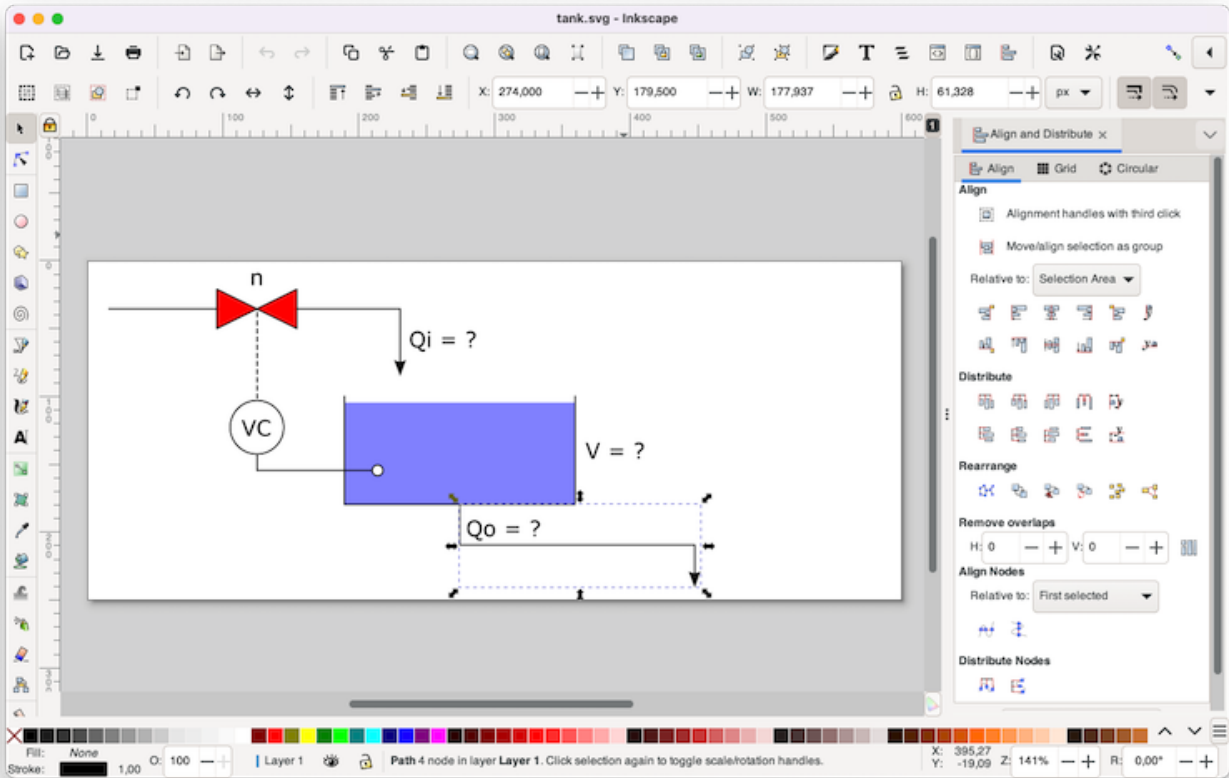 tank.svg - Inkscape
X: 274,000 Y: 179,500 W: 177,937 H: 61,328 px
0 100 200 300 400 500 600
Align and Distribute
Align Grid Circular
Align
Alignment handles with third click
Move/align selection as group
Relative to: Selection Area
Distribute
Rearrange
Remove overlaps
H: 0 V: 0
Align Nodes
Relative to: First selected
Distribute Nodes
n
Qi = ?
VC
V = ?
Qo = ?
Fill: None
Stroke: 1,00
O: 100
Layer 1
Path 4 node in layer Layer 1. Click selection again to toggle scale/rotation handles.
X: 395,27
Y: -19,09
Z: 141%
R: 0,00°